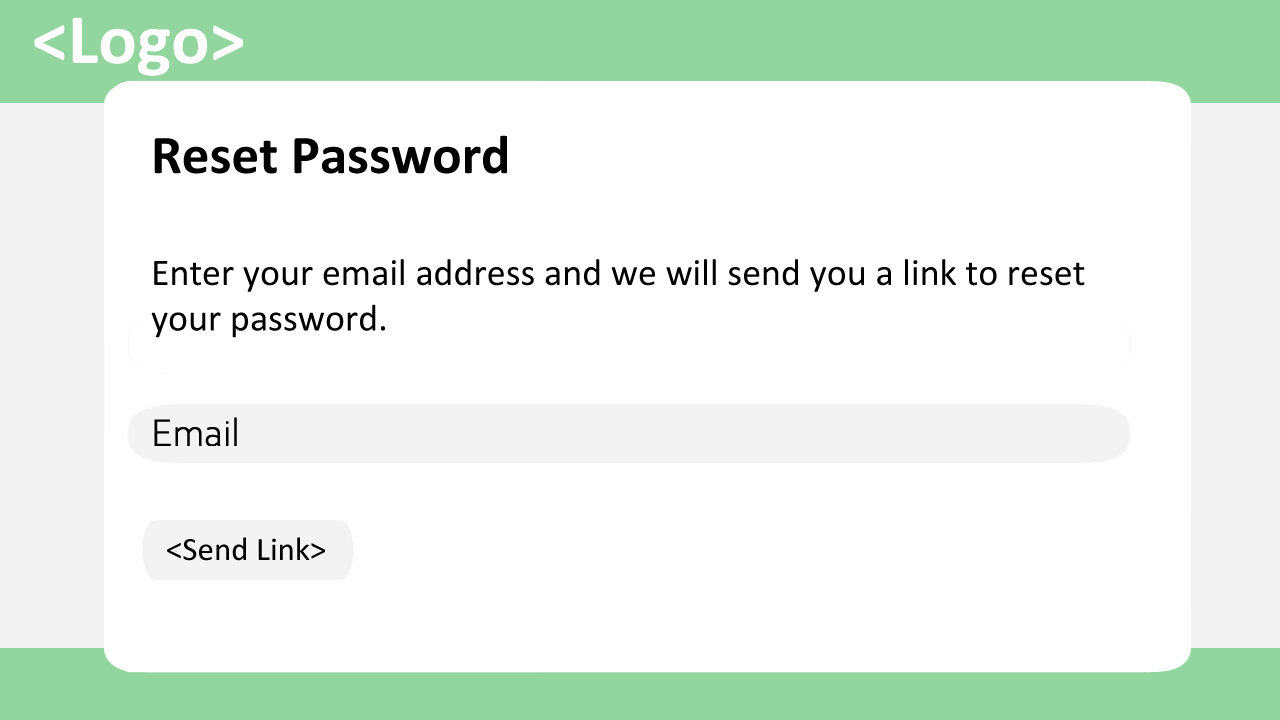 <Logo>
Reset Password
Enter your email address and we will send you a link to reset
your password.
Email
<Send Link>